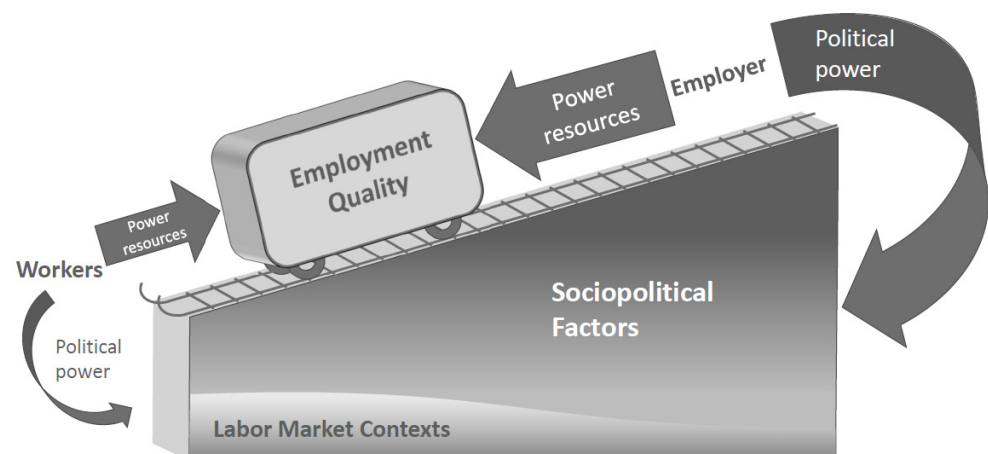 Political
power
Employer
Power
resources
Employment
Quality
Power
resources
Workers
Political
power
Sociopolitical
Factors
Labor Market Contexts